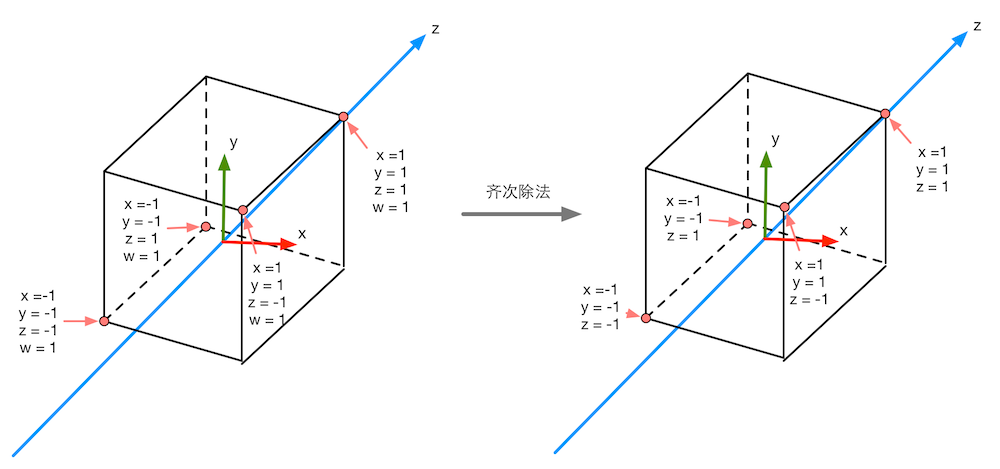 z
y
x
x =1
y = 1
z = 1
w = 1
x =-1
y = -1
z = 1
w = 1
x =1
y = 1
z = -1
w = 1
x =-1
y = -1
z = -1
w = 1
齐次除法
z
y
x
x =1
y = 1
z = 1
x =-1
y = -1
z = 1
x =1
y = 1
z = -1
x =-1
y = -1
z = -1